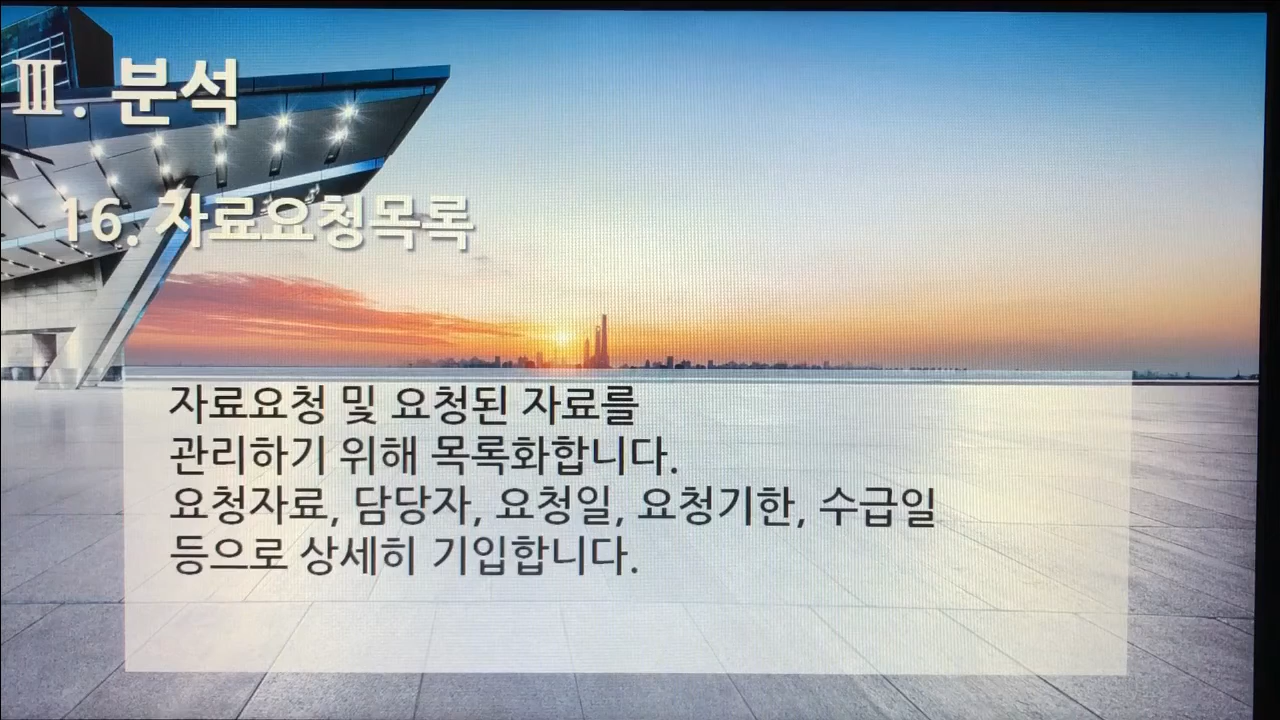 Ⅲ. 분석
16. 자료요청목록
자료요청 및 요청된 자료를
관리하기 위해 목록화합니다.
요청자료, 담당자, 요청일, 요청기한, 수급일
등으로 상세히 기입합니다.